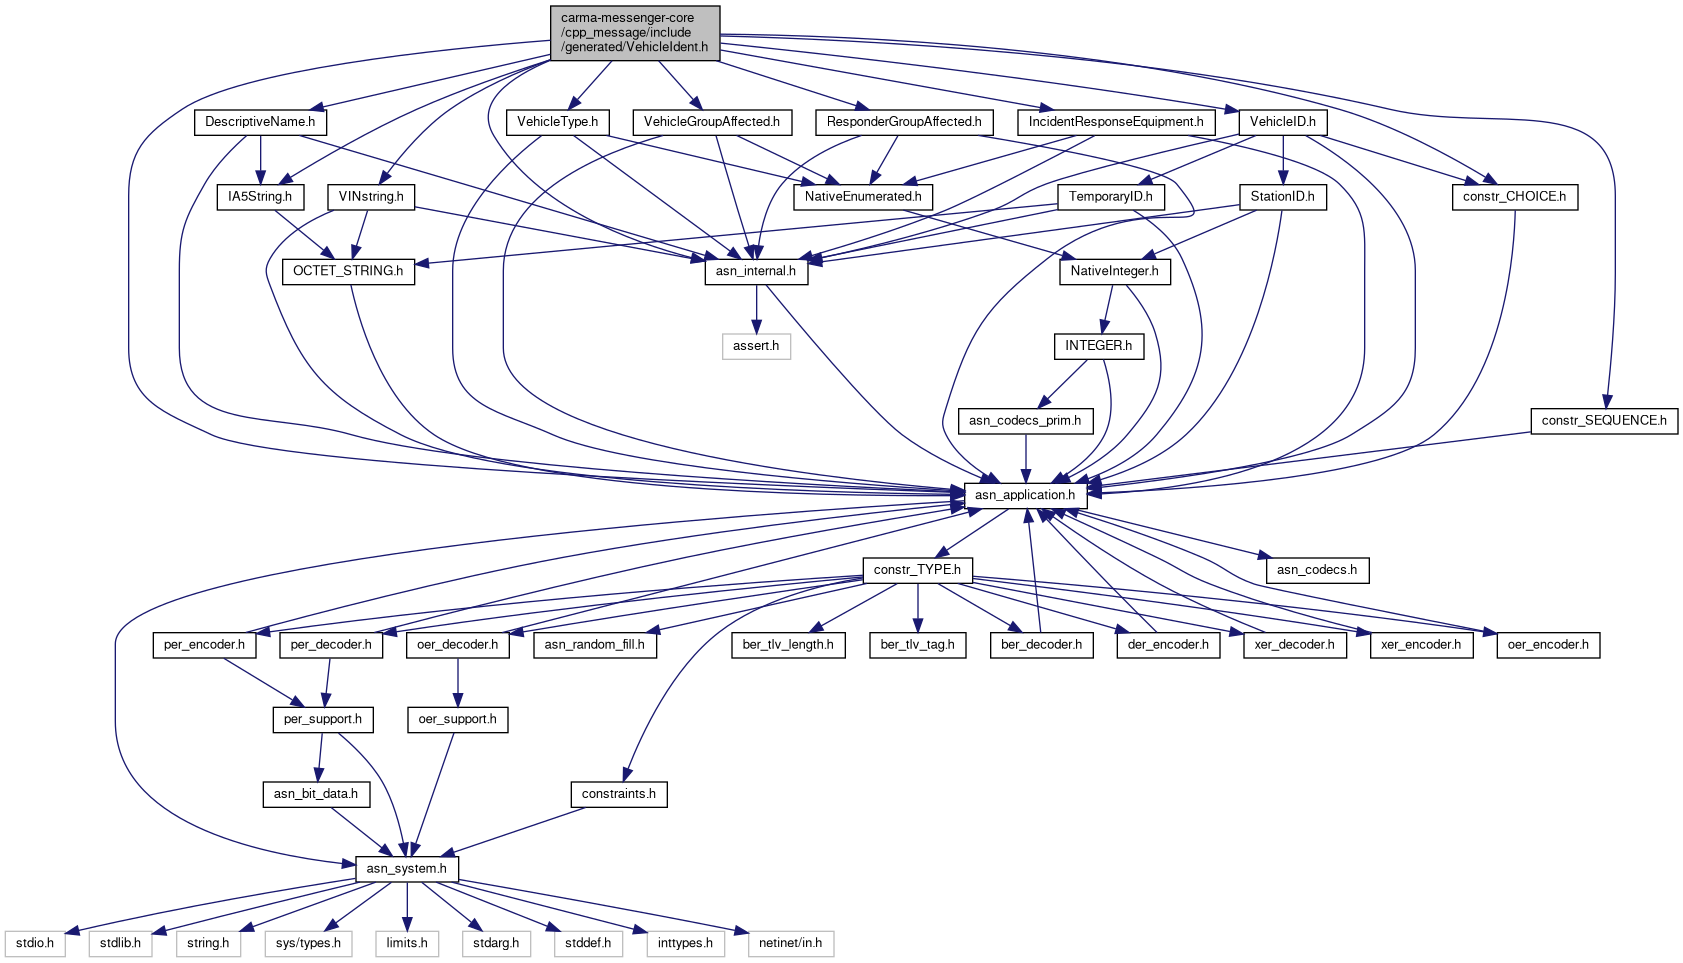 carma-messenger-core
/cpp_message/include
/generated/VehicleIdent.h
DescriptiveName.h
VehicleType.h
VehicleGroupAffected.h
ResponderGroupAffected.h
IncidentResponseEquipment.h
VehicleID.h
IA5String.h
VINstring.h
NativeEnumerated.h
TemporaryID.h
StationID.h
constr_CHOICE.h
OCTET_STRING.h
asn_internal.h
NativeInteger.h
assert.h
INTEGER.h
asn_codecs_prim.h
constr_SEQUENCE.h
asn_application.h
constr_TYPE.h
asn_codecs.h
per_encoder.h
per_decoder.h
oer_decoder.h
asn_random_fill.h
ber_tlv_length.h
ber_tlv_tag.h
ber_decoder.h
der_encoder.h
xer_decoder.h
xer_encoder.h
oer_encoder.h
per_support.h
oer_support.h
asn_bit_data.h
constraints.h
asn_system.h
stdio.h
stdlib.h
string.h
sys/types.h
limits.h
stdarg.h
stddef.h
inttypes.h
netinet/in.h